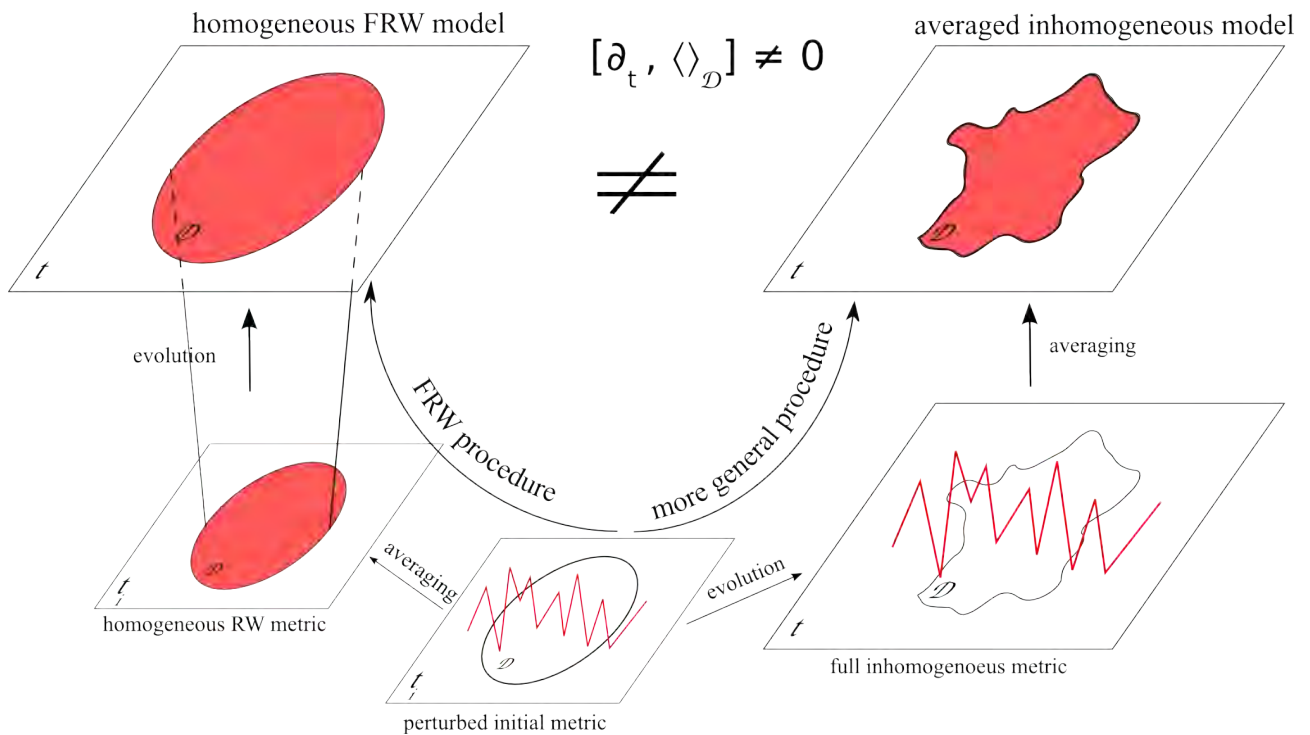 homogeneous FRW model
averaged inhomogeneous model
[∂t , ⟨⟩𝒟] ≠ 0
≠
𝒟
t
𝒟
t
evolution
averaging
FRW procedure
more general procedure
𝒟
ti
homogeneous RW metric
averaging
evolution
𝒟
ti
perturbed initial metric
𝒟
t
full inhomogenoeus metric